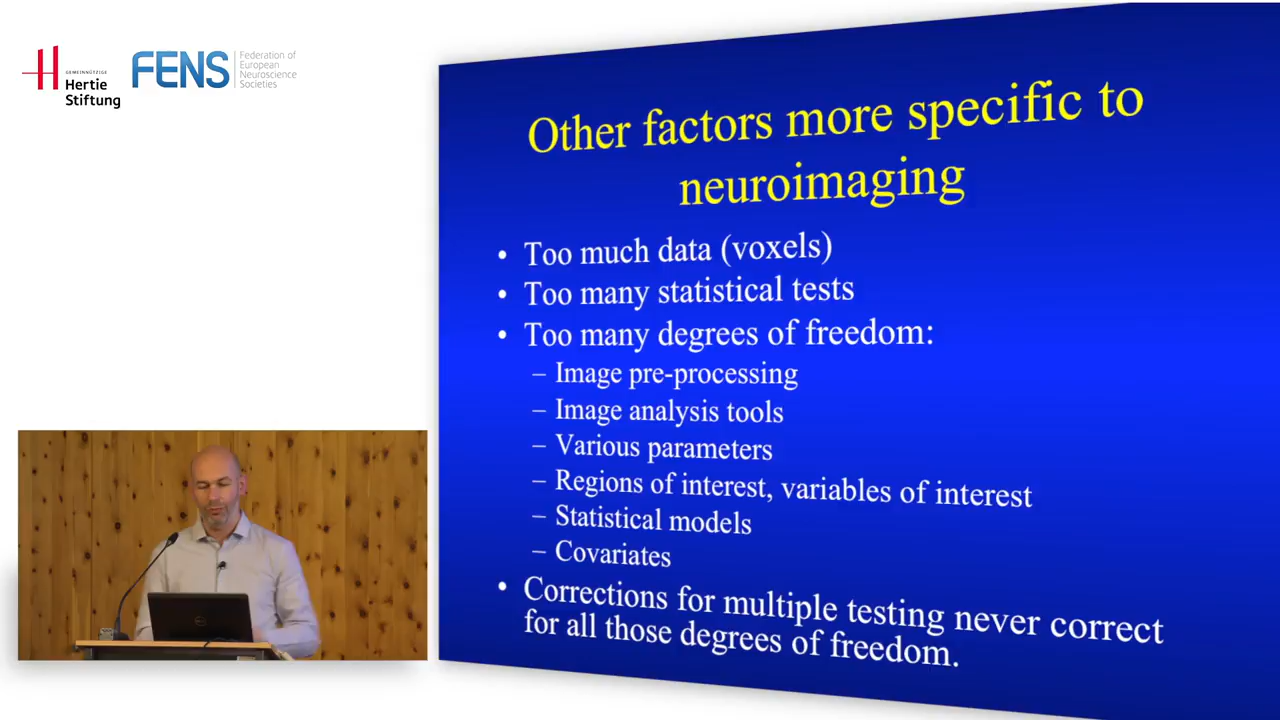 GEMEINNÜTZIGE
Hertie
Stiftung
FENS
Federation of
European
Neuroscience
Societies
Other factors more specific to
neuroimaging
• Too much data (voxels)
• Too many statistical tests
• Too many degrees of freedom:
– Image pre-processing
– Image analysis tools
– Various parameters
– Regions of interest, variables of interest
– Statistical models
– Covariates
• Corrections for multiple testing never correct
for all those degrees of freedom.
DELL